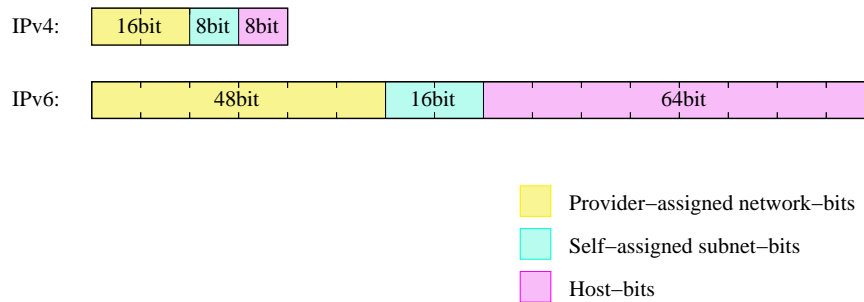 IPv4: 16bit 8bit 8bit
IPv6: 48bit 16bit 64bit
Provider−assigned network−bits
Self−assigned subnet−bits
Host−bits